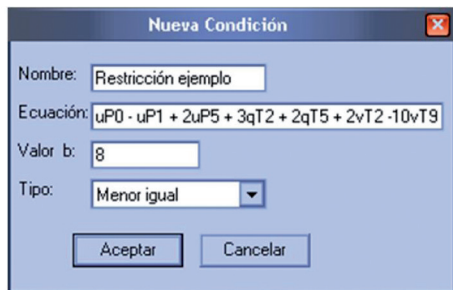 Nueva Condición
Nombre: Restricción ejemplo
Ecuación: uP0 - uP1 + 2uP5 + 3qT2 + 2qT5 + 2vT2 -10vT9
Valor b: 8
Tipo: Menor igual
Aceptar Cancelar